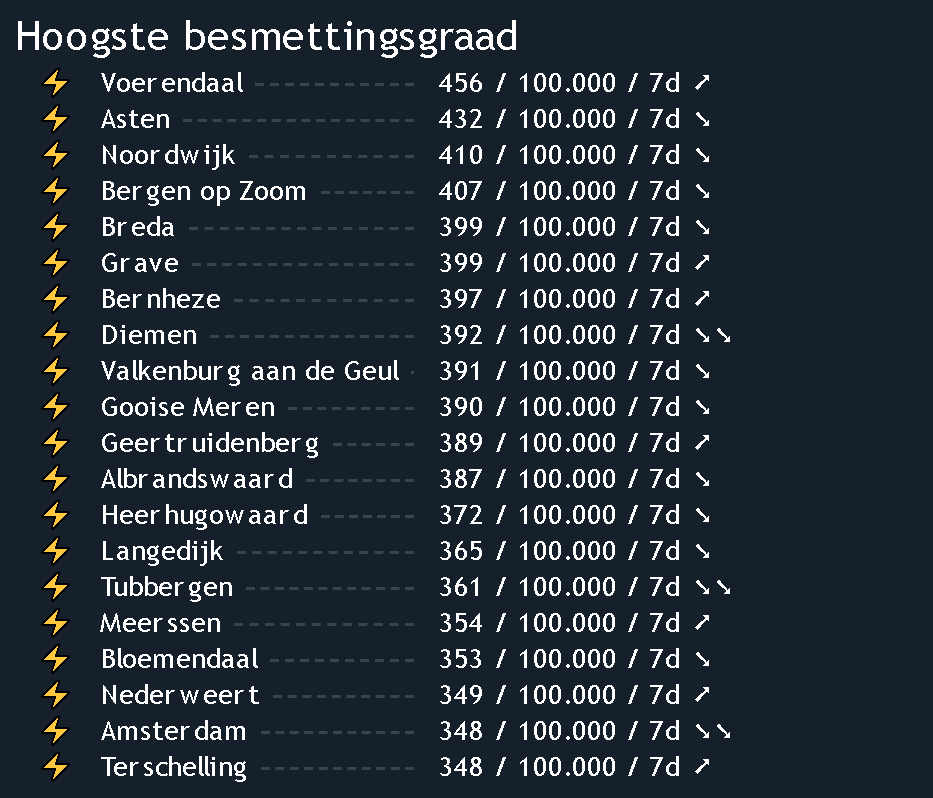 Hoogste besmettingsgraad
⚡ Voerendaal ----------- 456 / 100.000 / 7d ➚
⚡ Asten ---------------- 432 / 100.000 / 7d ➘
⚡ Noordwijk ------------ 410 / 100.000 / 7d ➘
⚡ Bergen op Zoom ------- 407 / 100.000 / 7d ➘
⚡ Breda ---------------- 399 / 100.000 / 7d ➘
⚡ Grave ---------------- 399 / 100.000 / 7d ➚
⚡ Bernheze ------------- 397 / 100.000 / 7d ➚
⚡ Diemen --------------- 392 / 100.000 / 7d ➘➘
⚡ Valkenburg aan de Geul - 391 / 100.000 / 7d ➘
⚡ Gooise Meren --------- 390 / 100.000 / 7d ➘
⚡ Geertruidenberg ------ 389 / 100.000 / 7d ➚
⚡ Albrandswaard -------- 387 / 100.000 / 7d ➘
⚡ Heerhugowaard ------- 372 / 100.000 / 7d ➘
⚡ Langedijk ------------- 365 / 100.000 / 7d ➘
⚡ Tubbergen ------------ 361 / 100.000 / 7d ➘➘
⚡ Meerssen ------------- 354 / 100.000 / 7d ➚
⚡ Bloemendaal ---------- 353 / 100.000 / 7d ➘
⚡ Nederweert ---------- 349 / 100.000 / 7d ➚
⚡ Amsterdam ------------ 348 / 100.000 / 7d ➘➘
⚡ Terschelling ----------- 348 / 100.000 / 7d ➚